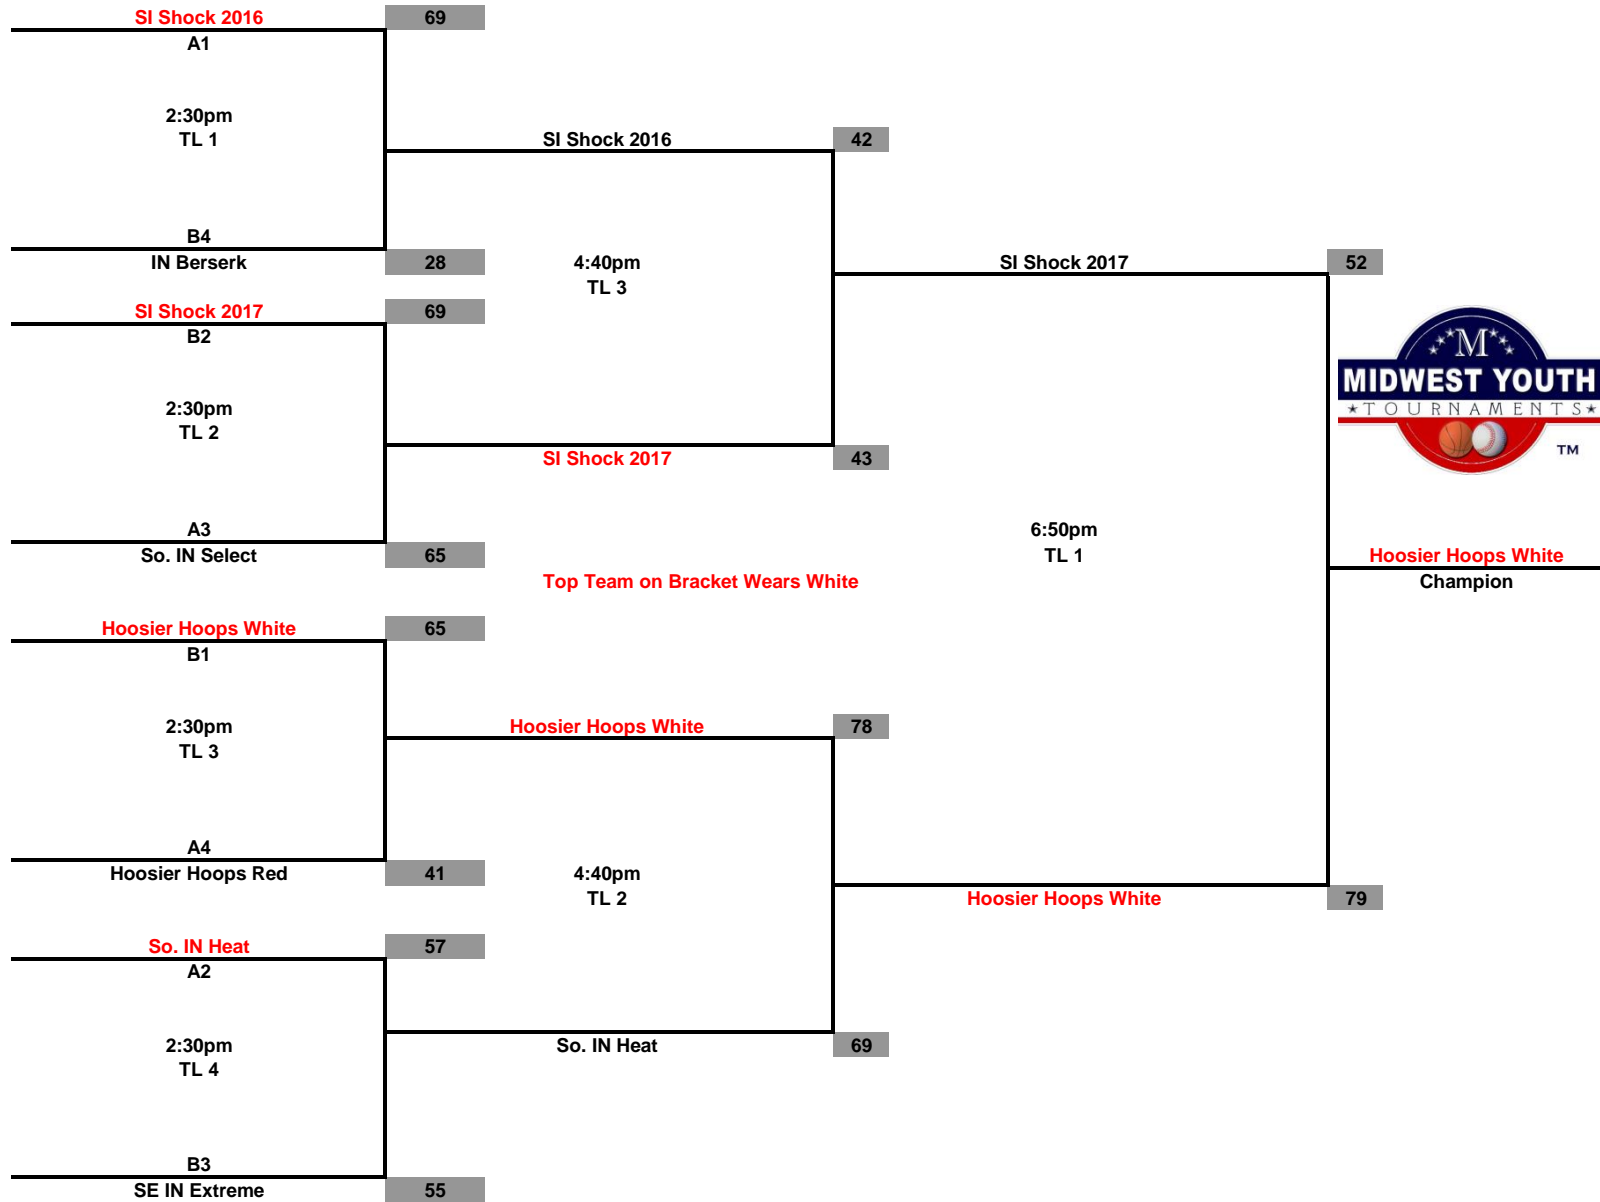 SI Shock 2016 69
A1
2:30pm
TL 1
B4
IN Berserk 28
SI Shock 2017 69
B2
2:30pm
TL 2
A3
So. IN Select 65
Hoosier Hoops White 65
B1
2:30pm
TL 3
A4
Hoosier Hoops Red 41
So. IN Heat 57
A2
2:30pm
TL 4
B3
SE IN Extreme 55
SI Shock 2016 42
4:40pm
TL 3
SI Shock 2017 43
Top Team on Bracket Wears White
Hoosier Hoops White 78
4:40pm
TL 2
So. IN Heat 69
SI Shock 2017 52
6:50pm
TL 1
Hoosier Hoops White 79
M
MIDWEST YOUTH
TOURNAMENTS
TM
Hoosier Hoops White
Champion